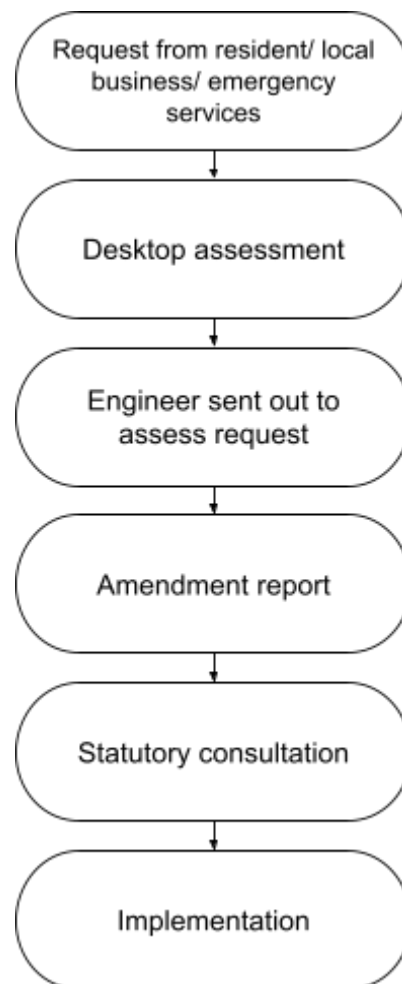 Request from resident/ local
business/ emergency
services
Desktop assessment
Engineer sent out to
assess request
Amendment report
Statutory consultation
Implementation